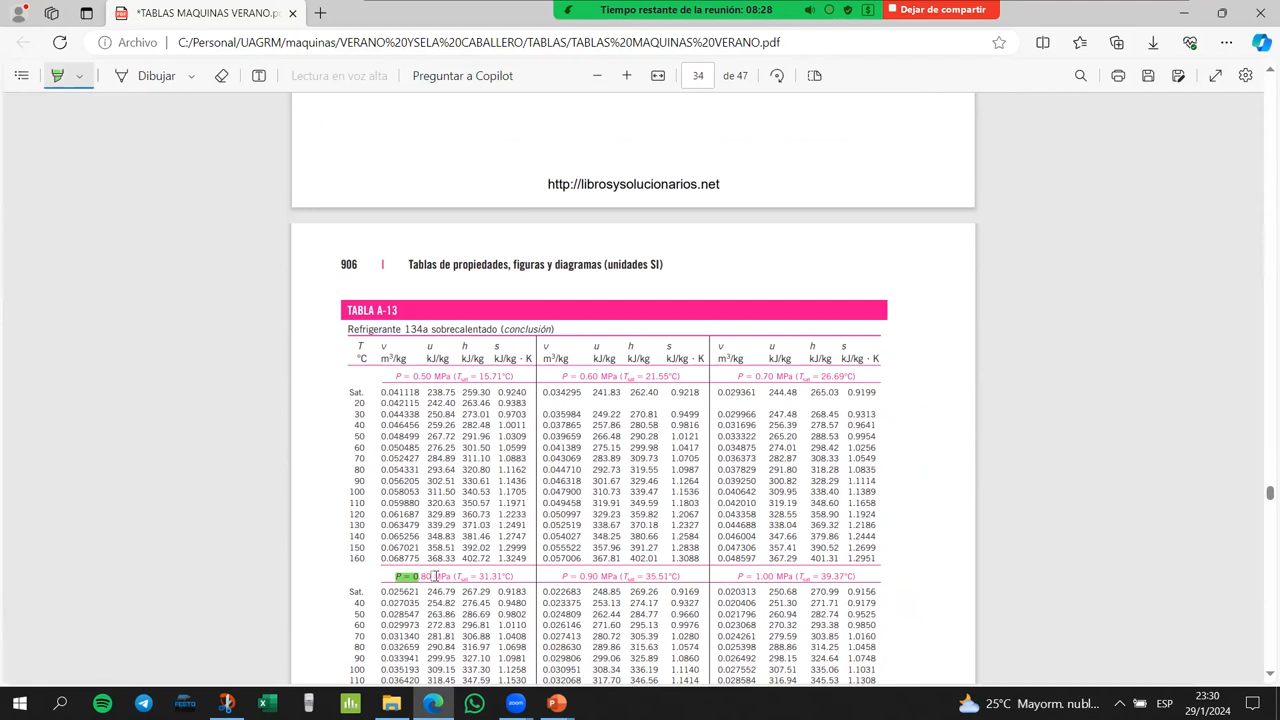 *TABLAS MAQUINAS VERANO.p
Tiempo restante de la reunión: 08:28
Dejar de compartir
Archivo C:/Personal/UAGRM/maquinas/VERANO%20YSELA%20CABALLERO/TABLAS/TABLAS%20MAQUINAS%20VERANO.pdf
Dibujar Lectura en voz alta Preguntar a Copilot 34 de 47
http://librosysolucionarios.net
906 Tablas de propiedades, figuras y diagramas (unidades SI)
TABLA A-13
Refrigerante 134a sobrecalentado (conclusión)
T v u h s v u h s v u h s
°C m³/kg kJ/kg kJ/kg kJ/kg · K m³/kg kJ/kg kJ/kg kJ/kg · K m³/kg kJ/kg kJ/kg kJ/kg · K
P = 0.50 MPa (Tsat = 15.71°C) P = 0.60 MPa (Tsat = 21.55°C) P = 0.70 MPa (Tsat = 26.69°C)
Sat. 0.041118 238.75 259.30 0.9240 0.034295 241.83 262.40 0.9218 0.029361 244.48 265.03 0.9199
20 0.042115 242.40 263.46 0.9383
30 0.044338 250.84 273.01 0.9703 0.035984 249.22 270.81 0.9499 0.029966 247.48 268.45 0.9313
40 0.046456 259.26 282.48 1.0011 0.037865 257.86 280.58 0.9816 0.031696 256.39 278.57 0.9641
50 0.048499 267.72 291.96 1.0309 0.039659 266.48 290.28 1.0121 0.033322 265.20 288.53 0.9954
60 0.050485 276.25 301.50 1.0599 0.041389 275.15 299.98 1.0417 0.034875 274.01 298.42 1.0256
70 0.052427 284.89 311.10 1.0883 0.043069 283.89 309.73 1.0705 0.036373 282.87 308.33 1.0549
80 0.054331 293.64 320.80 1.1162 0.044710 292.73 319.55 1.0987 0.037829 291.80 318.28 1.0835
90 0.056205 302.51 330.61 1.1436 0.046318 301.67 329.46 1.1264 0.039250 300.82 328.29 1.1114
100 0.058053 311.50 340.53 1.1705 0.047900 310.73 339.47 1.1536 0.040642 309.95 338.40 1.1389
110 0.059880 320.63 350.57 1.1971 0.049458 319.91 349.59 1.1803 0.042010 319.19 348.60 1.1658
120 0.061687 329.89 360.73 1.2233 0.050997 329.23 359.82 1.2067 0.043358 328.55 358.90 1.1924
130 0.063479 339.29 371.03 1.2491 0.052519 338.67 370.18 1.2327 0.044688 338.04 369.32 1.2186
140 0.065256 348.83 381.46 1.2747 0.054027 348.25 380.66 1.2584 0.046004 347.66 379.86 1.2444
150 0.067021 358.51 392.02 1.2999 0.055522 357.96 391.27 1.2838 0.047306 357.41 390.52 1.2699
160 0.068775 368.33 402.72 1.3249 0.057006 367.81 402.01 1.3088 0.048597 367.29 401.31 1.2951
P = 0.80 MPa (Tsat = 31.31°C) P = 0.90 MPa (Tsat = 35.51°C) P = 1.00 MPa (Tsat = 39.37°C)
Sat. 0.025621 246.79 267.29 0.9183 0.022683 248.85 269.26 0.9169 0.020313 250.68 270.99 0.9156
40 0.027035 254.82 276.45 0.9480 0.023375 253.13 274.17 0.9327 0.020406 251.30 271.71 0.9179
50 0.028547 263.86 286.69 0.9802 0.024809 262.44 284.77 0.9660 0.021796 260.94 282.74 0.9525
60 0.029973 272.83 296.81 1.0110 0.026146 271.60 295.13 0.9976 0.023068 270.32 293.38 0.9850
70 0.031340 281.81 306.88 1.0408 0.027413 280.72 305.39 1.0280 0.024261 279.59 303.85 1.0160
80 0.032659 290.84 316.97 1.0698 0.028630 289.86 315.63 1.0574 0.025398 288.86 314.25 1.0458
90 0.033941 299.95 327.10 1.0981 0.029806 299.06 325.89 1.0860 0.026492 298.15 324.64 1.0748
100 0.035193 309.15 337.30 1.1258 0.030951 308.34 336.19 1.1140 0.027552 307.51 335.06 1.1031
110 0.036420 318.45 347.59 1.1530 0.032068 317.70 346.56 1.1414 0.028584 316.94 345.53 1.1308
25°C Mayorm. nubl... ESP 23:30
29/1/2024